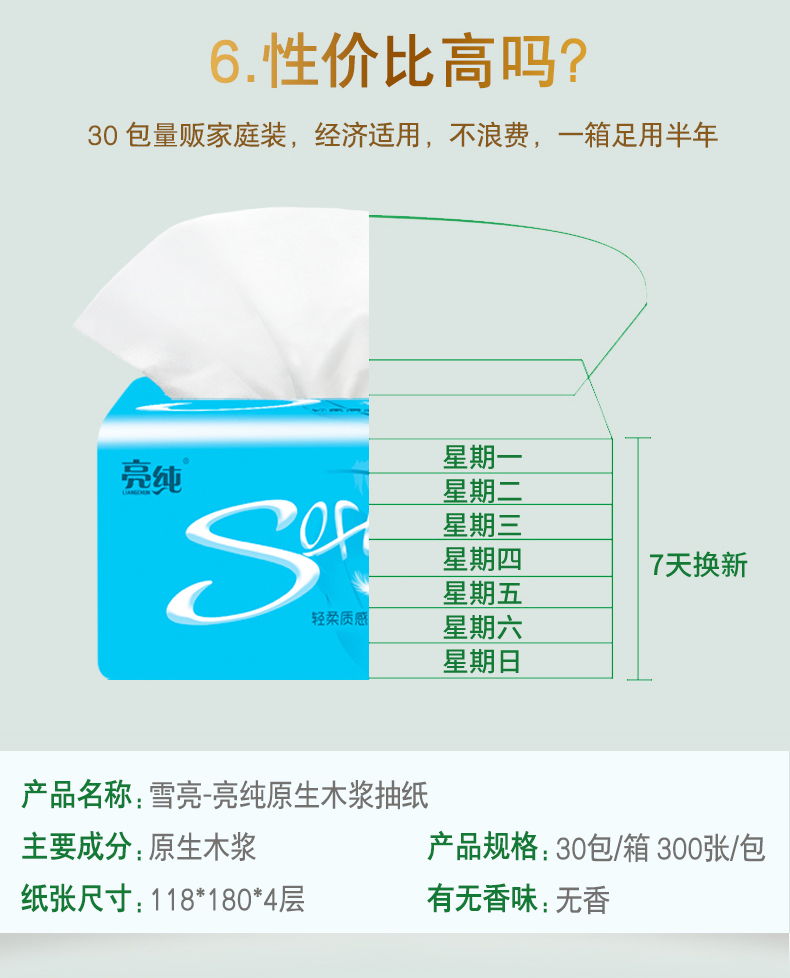 6.性价比高吗?
30 包量贩家庭装，经济适用，不浪费，一箱足用半年
亮纯®
LIANGCHUN
Sof
轻柔质感
星期一
星期二
星期三
星期四
星期五
星期六
星期日
7天换新
产品名称：雪亮-亮纯原生木浆抽纸
主要成分：原生木浆
产品规格：30包/箱 300张/包
纸张尺寸：118*180*4层
有无香味：无香